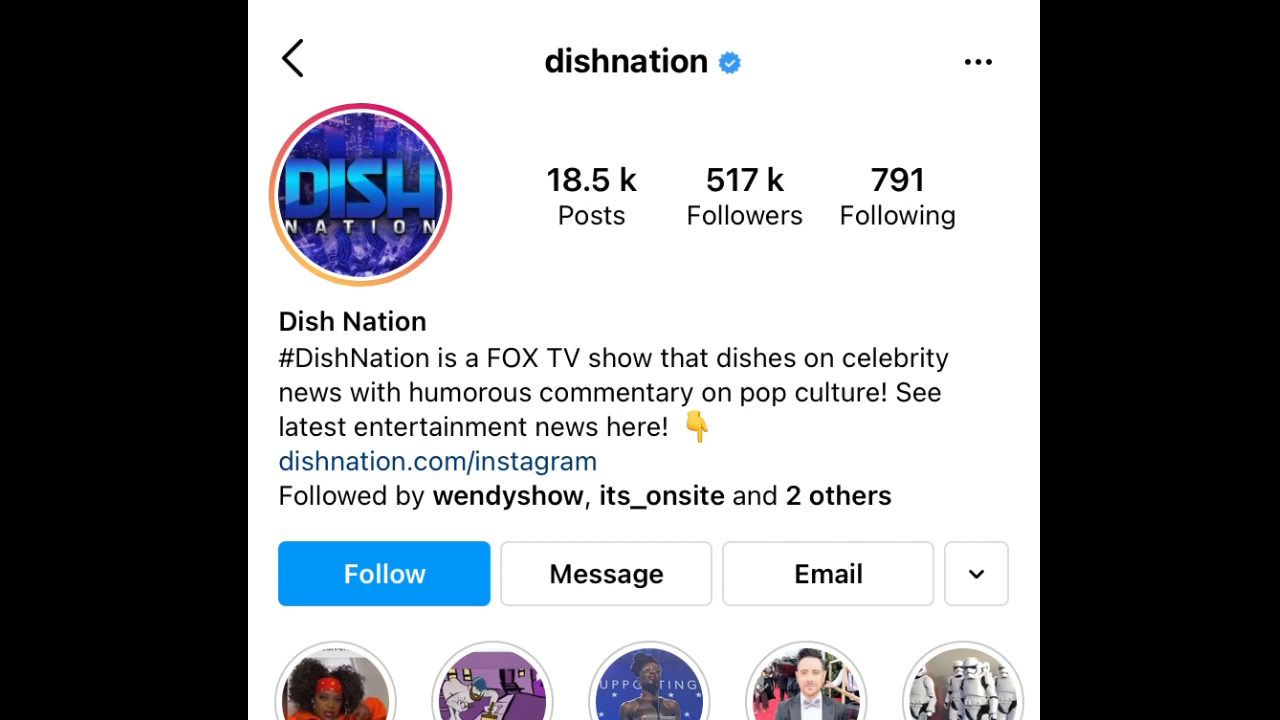 dishnation
DISH
NATION
18.5 k 517 k 791
Posts Followers Following
Dish Nation
#DishNation is a FOX TV show that dishes on celebrity
news with humorous commentary on pop culture! See
latest entertainment news here! 👇
dishnation.com/instagram
Followed by wendyshow, its_onsite and 2 others
Follow Message Email
UPPORTING